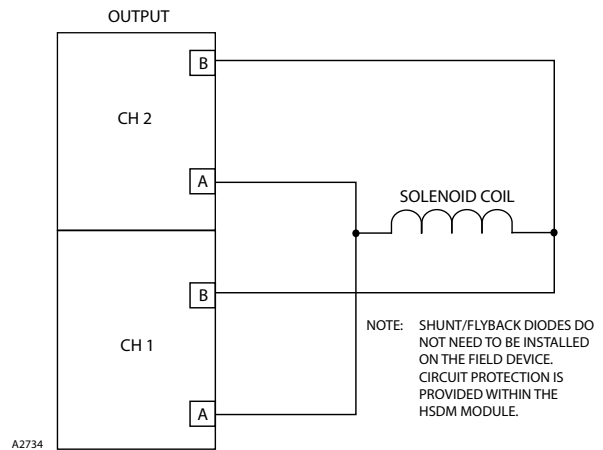 OUTPUT
B
CH 2
A
SOLENOID COIL
B
NOTE: SHUNT/FLYBACK DIODES DO
NOT NEED TO BE INSTALLED
ON THE FIELD DEVICE.
CIRCUIT PROTECTION IS
PROVIDED WITHIN THE
HSDM MODULE.
CH 1
A
A2734